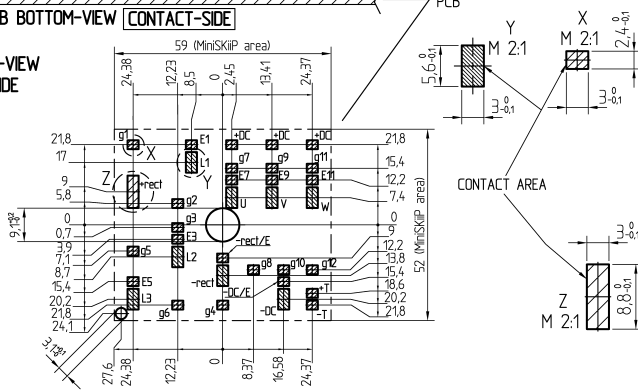 PCB
B BOTTOM-VIEW CONTACT-SIDE
-VIEW
DE
59 (MiniSKiiP area)
24,38
12,23
8,5
0
2,45
13,41
24,37
Y
M 2:1
X
M 2:1
5,6-0,1
2,4-0,1
3-0,1
3-0,1
g1
E1
+DC
+DC
+DC
X
L1
g7
g9
g11
Z
+rect
Y
E7
E9
E11
U
V
W
g2
g3
E3
L2
g5
-rect/E
-rect
g8
g10
g12
E5
L3
-DC/E
+T
g6
g4
-DC
-T
21,8
17
9
5,8
0
0,7
3,9
7,1
8,7
15,4
20,2
21,8
24,1
21,8
15,4
12,2
7,4
0
9
12,2
13,8
15,4
18,6
20,2
21,8
52 (MiniSKiiP area)
CONTACT AREA
3-0,1
Z
M 2:1
8,8-0,1
27,6
24,38
12,23
0
8,37
16,58
24,37